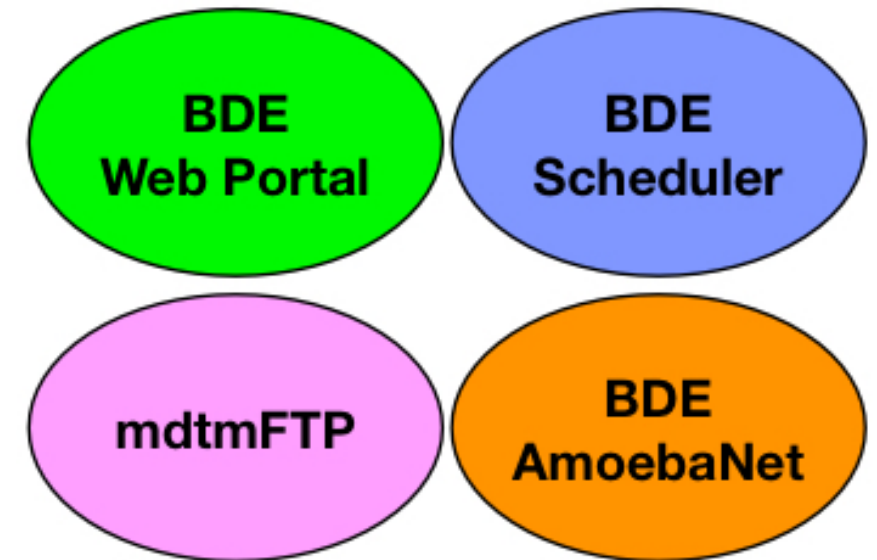 BDE
Web Portal
BDE
Scheduler
mdtmFTP
BDE
AmoebaNet